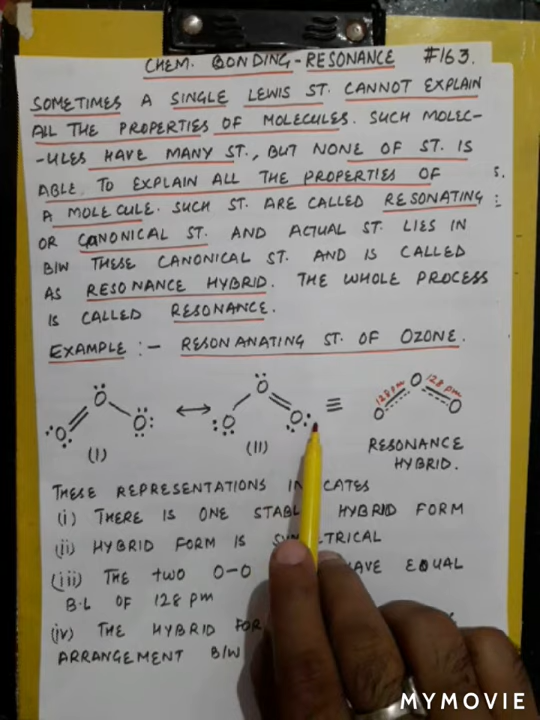 CHEM. BONDING-RESONANCE #163.
SOMETIMES A SINGLE LEWIS ST. CANNOT EXPLAIN
ALL THE PROPERTIES OF MOLECULES. SUCH MOLEC-
-ULES HAVE MANY ST., BUT NONE OF ST. IS
ABLE TO EXPLAIN ALL THE PROPERTIES OF
A MOLECULE. SUCH ST. ARE CALLED RESONATING
OR CANONICAL ST. AND ACTUAL ST. LIES IN
B/W THESE CANONICAL ST. AND IS CALLED
AS RESONANCE HYBRID. THE WHOLE PROCESS
IS CALLED RESONANCE.
EXAMPLE :- RESONANATING ST. OF OZONE.
O O O ↔ O O O ≡ O O O
128 pm 128 pm
(I) (II) RESONANCE
HYBRID.
THESE REPRESENTATIONS INDICATES
(i) THERE IS ONE STABL HYBRID FORM
(ii) HYBRID FORM IS SYM TRICAL
(iii) THE TWO O-O HAVE EQUAL
B.L OF 128 pm
(iv) THE HYBRID FOR
ARRANGEMENT B/W
MYMOVIE